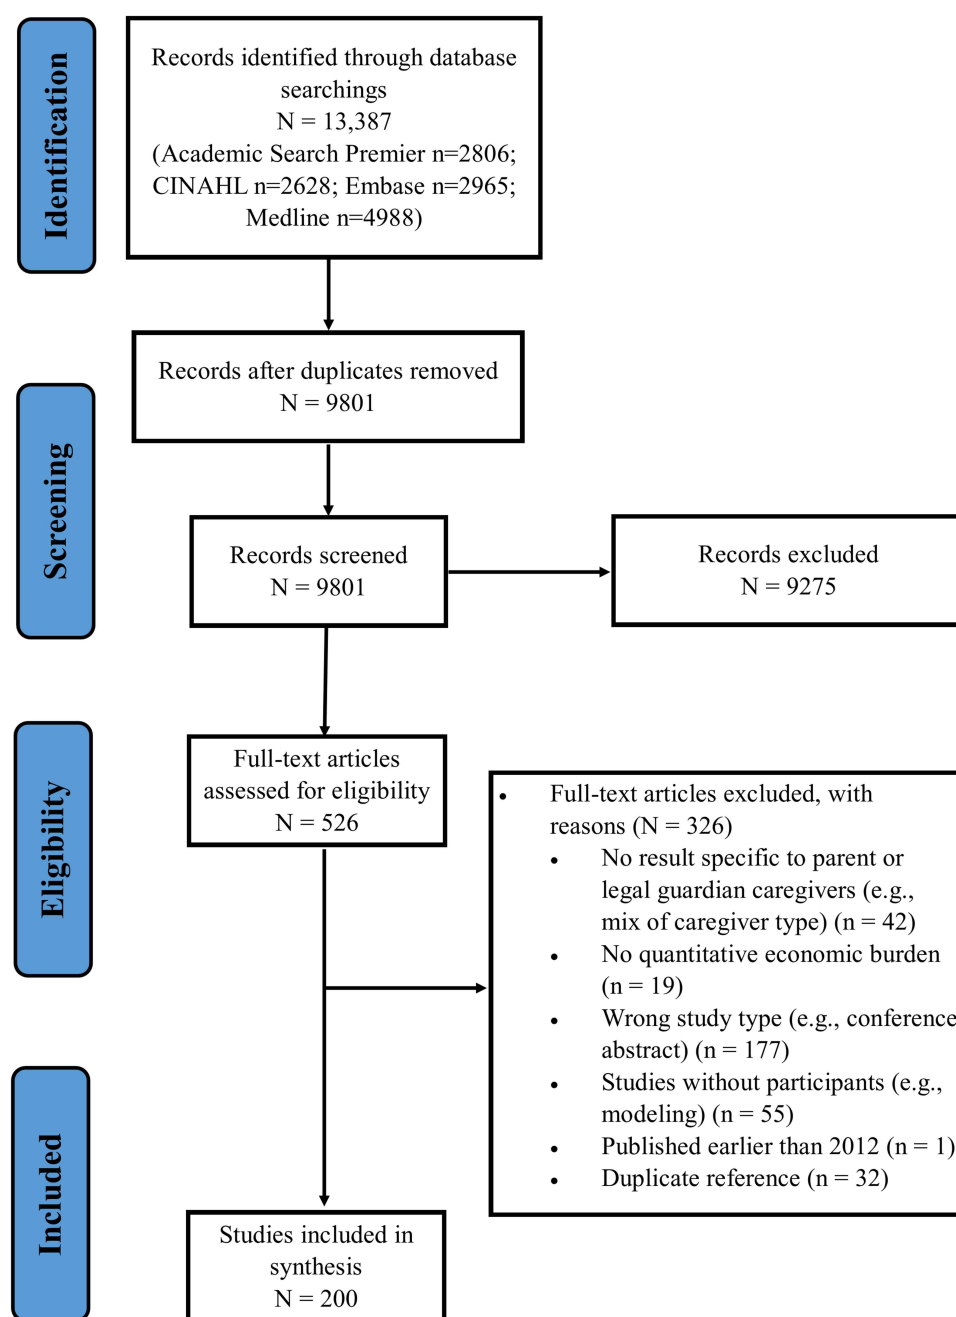 Identification
Records identified through database
searchings
N = 13,387
(Academic Search Premier n=2806;
CINAHL n=2628; Embase n=2965;
Medline n=4988)
Screening
Records after duplicates removed
N = 9801
Records screened
N = 9801
Records excluded
N = 9275
Eligibility
Full-text articles
assessed for eligibility
N = 526
• Full-text articles excluded, with
reasons (N = 326)
• No result specific to parent or
legal guardian caregivers (e.g.,
mix of caregiver type) (n = 42)
• No quantitative economic burden
(n = 19)
• Wrong study type (e.g., conference
abstract) (n = 177)
• Studies without participants (e.g.,
modeling) (n = 55)
• Published earlier than 2012 (n = 1)
• Duplicate reference (n = 32)
Included
Studies included in
synthesis
N = 200